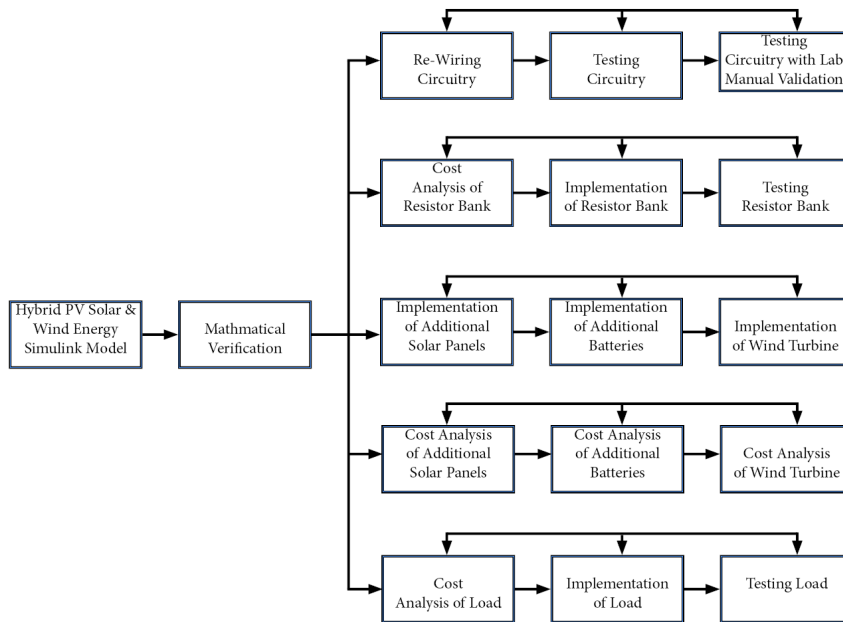 Re-Wiring
Circuitry
Testing
Circuitry
Testing
Circuitry with Lab
Manual Validation
Cost
Analysis of
Resistor Bank
Implementation
of Resistor Bank
Testing
Resistor Bank
Hybrid PV Solar &
Wind Energy
Simulink Model
Mathmatical
Verification
Implementation
of Additional
Solar Panels
Implementation
of Additional
Batteries
Implementation
of Wind Turbine
Cost Analysis
of Additional
Solar Panels
Cost Analysis
of Additional
Batteries
Cost Analysis
of Wind Turbine
Cost
Analysis of Load
Implementation
of Load
Testing Load